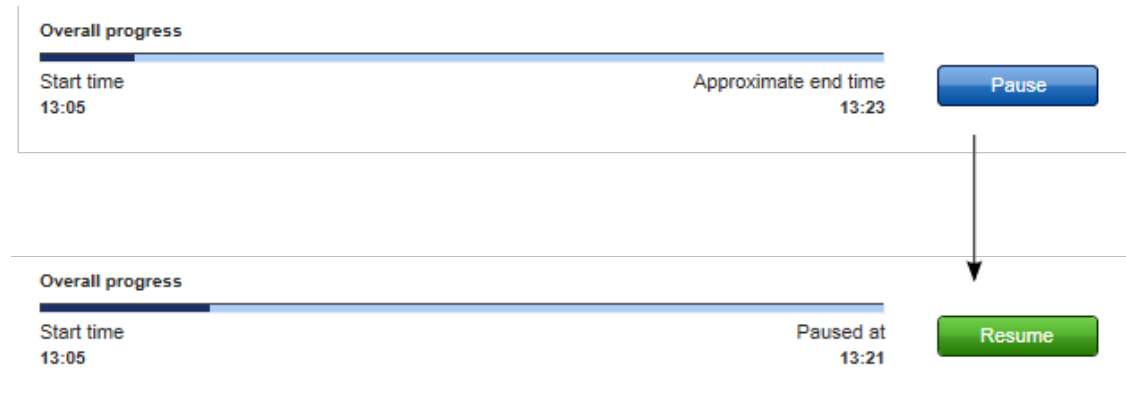 Overall progress
Start time Approximate end time Pause
13:05 13:23
Overall progress
Start time Paused at Resume
13:05 13:21